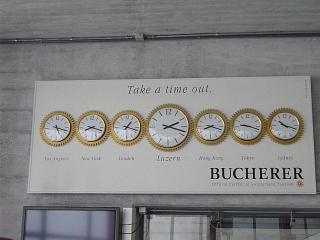 Take a time out.
Los Angeles New York London Luzern Hong Kong Tokyo Sydney
BUCHERER
Official Partner of Switzerland Tourism